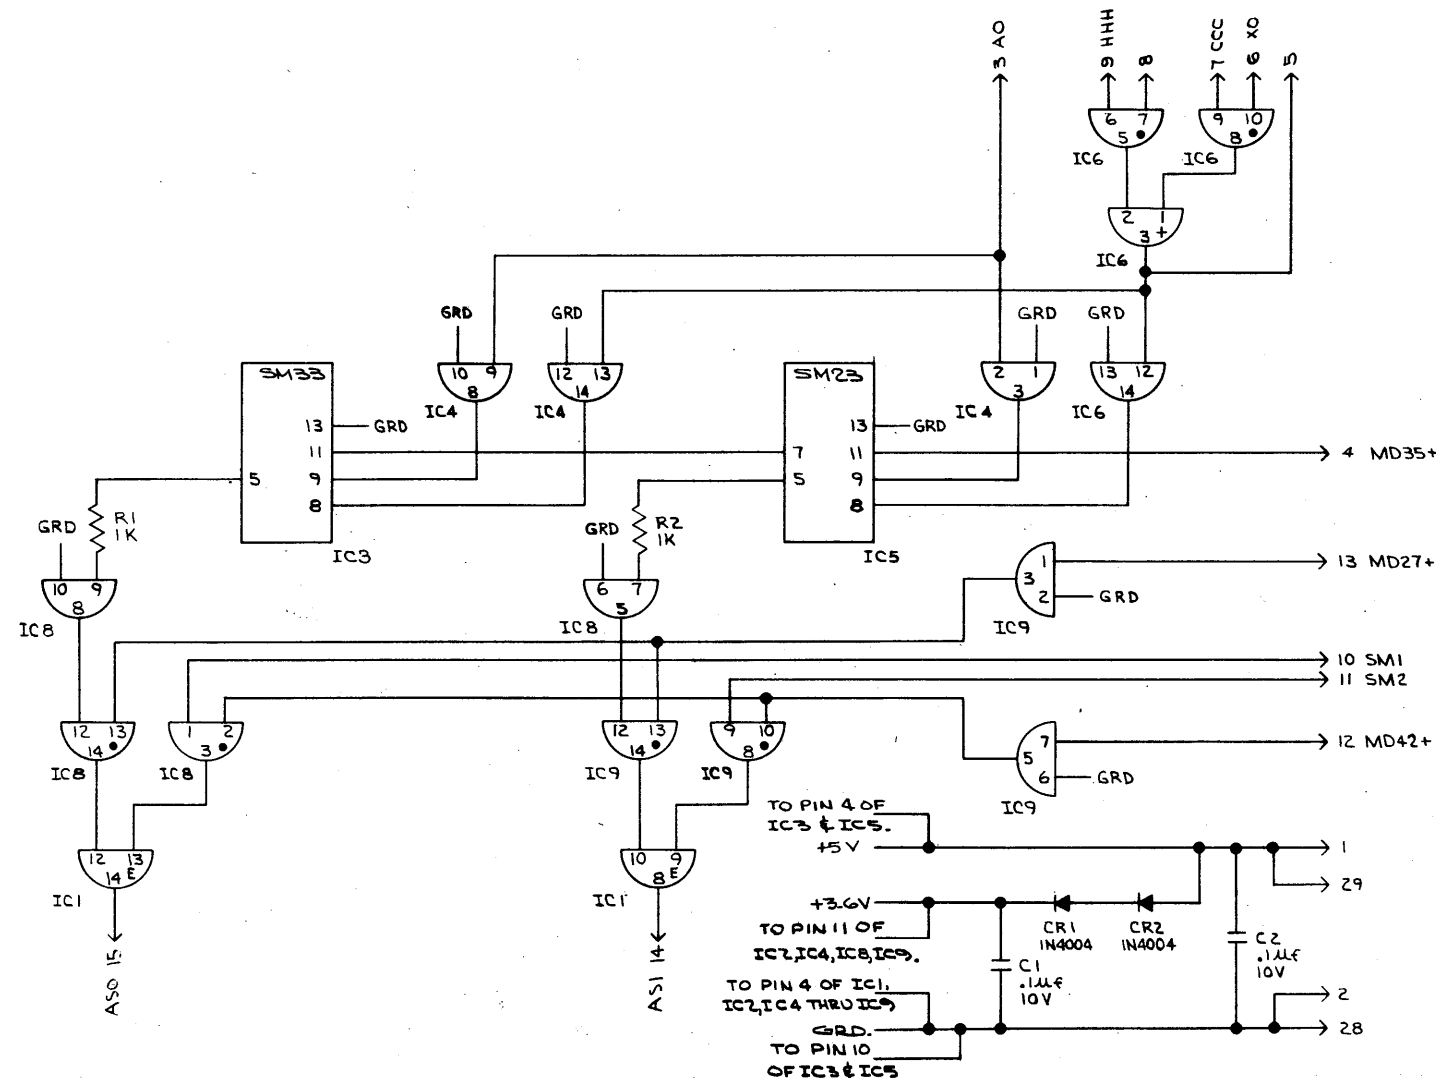 3 AO
9 HHH
8
7 CCC
6 XO
5
6 7
5
IC6
9 10
8
IC6
2 1
3 +
IC6
GRD
GRD
GRD
GRD
SM33
10 9
8
IC4
12 13
14
IC4
SM23
2 1
3
IC4
13 12
14
IC6
13 GRD
11
5 9
8
IC3
13 GRD
7 11
5 9
8
IC5
4 MD35+
R1
1K
GRD
10 9
8
IC8
R2
1K
GRD
6 7
5
IC8
1
3
2 GRD
IC9
13 MD27+
10 SM1
11 SM2
12 13
14
IC8
1 2
3
IC8
12 13
14
IC9
9 10
8
IC9
7
5
6 GRD
IC9
12 MD42+
12 13
14 E
IC1
AS0 15
10 9
8 E
IC1
AS1 14
TO PIN 4 OF
IC3 & IC5.
+5V
1
29
+3.6V
TO PIN 11 OF
IC2,IC4,IC8,IC9.
CR1
1N4004
CR2
1N4004
C2
.1µf
10V
C1
.1µf
10V
TO PIN 4 OF IC1,
IC2,IC4 THRU IC9
GRD.
TO PIN 10
OF IC3 & IC5
2
28